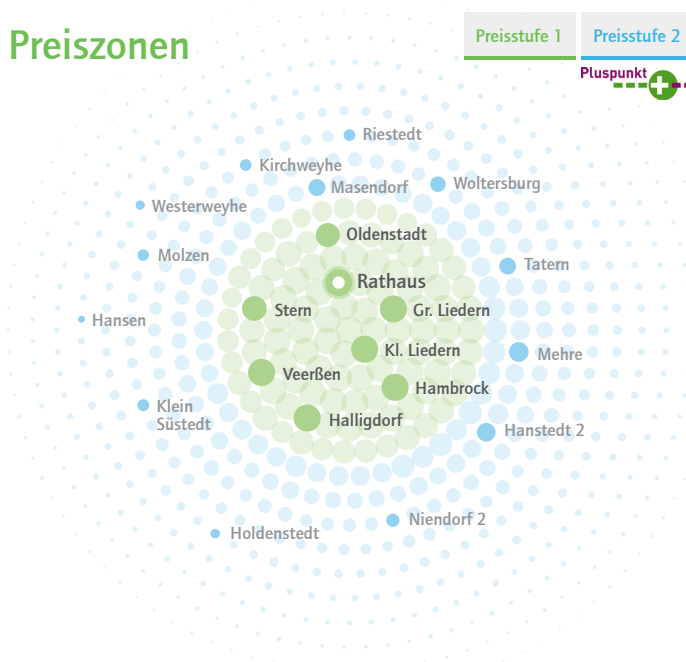 Preiszonen
Preisstufe 1
Preisstufe 2
Pluspunkt
Riestedt
Kirchweyhe
Masendorf
Woltersburg
Westerweyhe
Oldenstadt
Molzen
Tatern
Rathaus
Stern
Gr. Liedern
Hansen
Kl. Liedern
Mehre
Veerßen
Hambrock
Klein
Süstedt
Halligdorf
Hanstedt 2
Niendorf 2
Holdenstedt